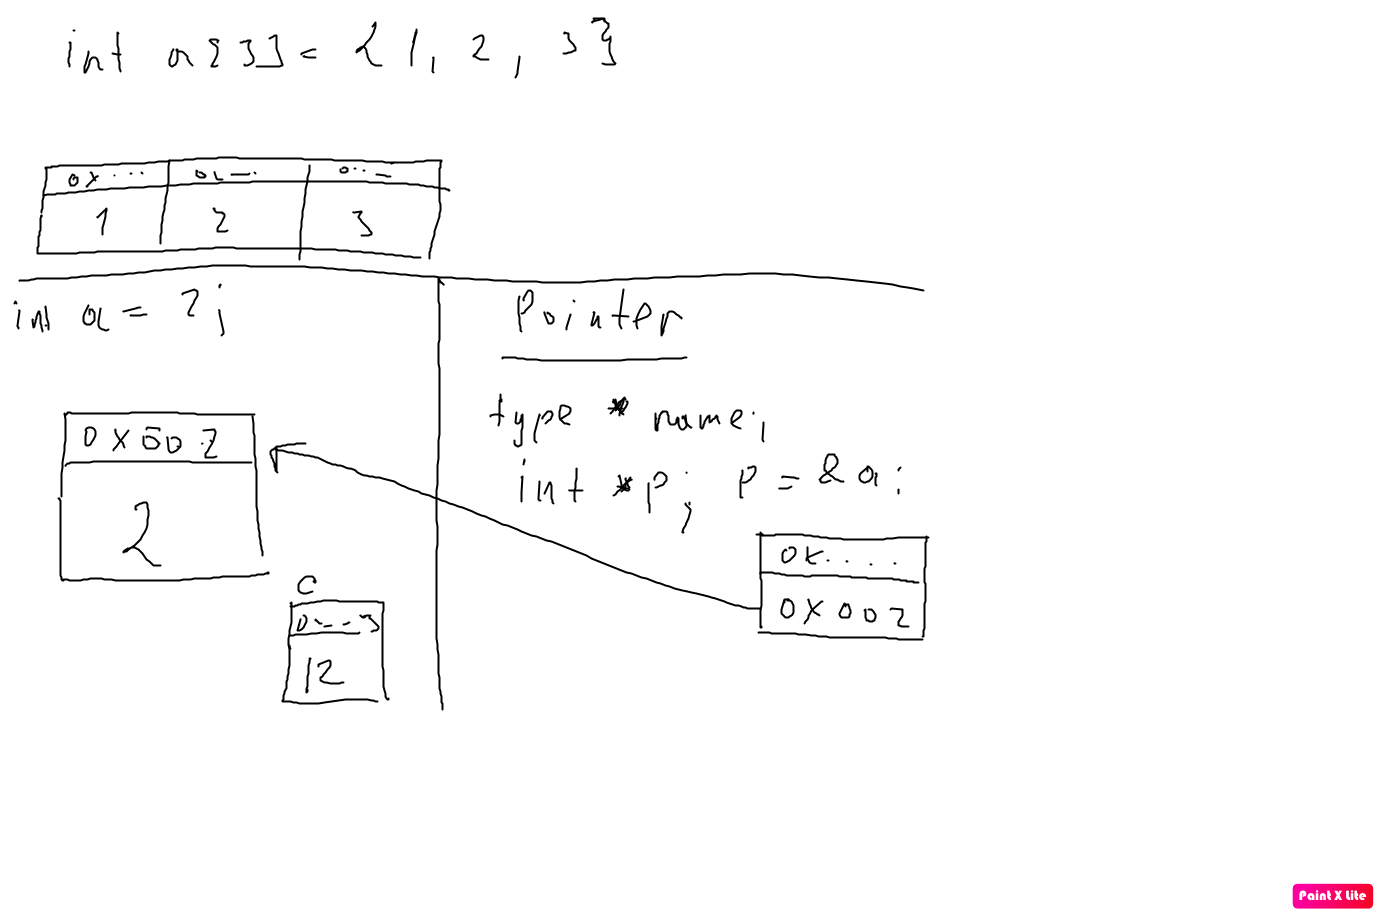 int a[3] = {1, 2, 3}
0x... 0x... 0...
1 2 3
int a = 2;
Pointer
type * name;
int *p; p = &a;
0x002
2
0x....
0x002
c
0...3
12
Paint X Lite